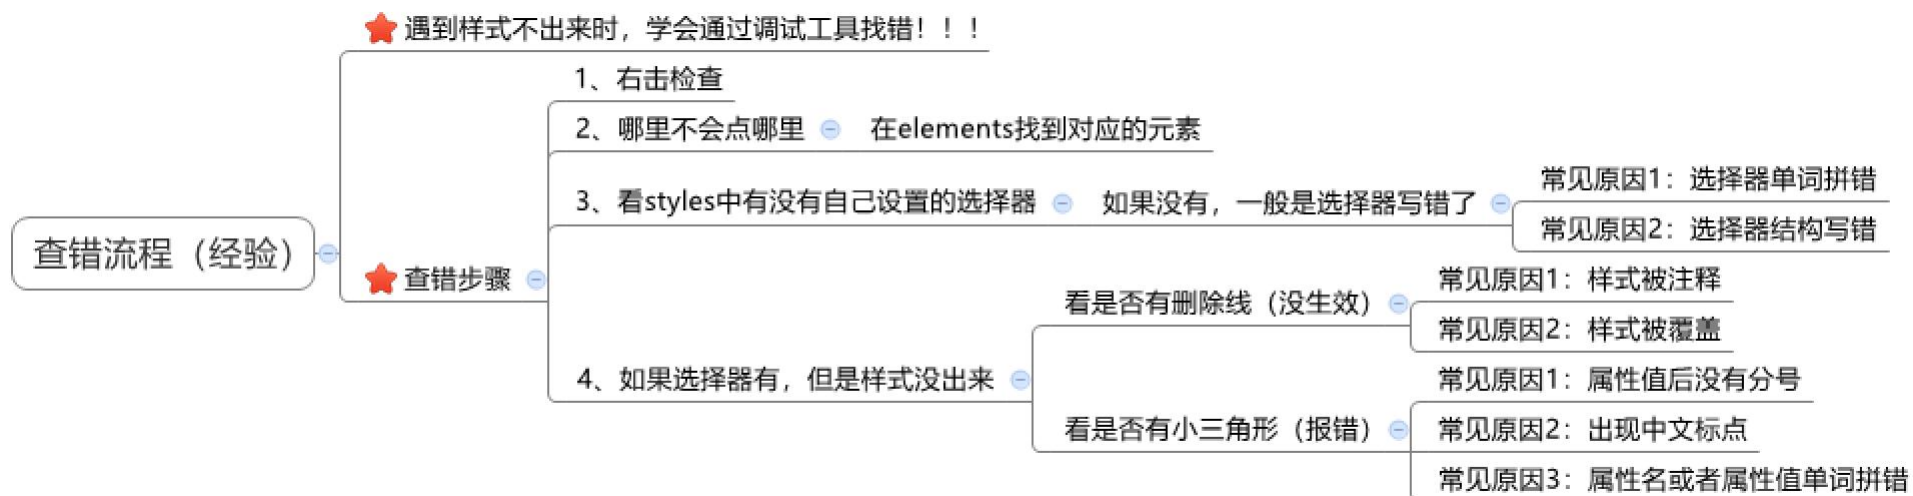 查错流程（经验）
遇到样式不出来时，学会通过调试工具找错！！！
查错步骤
1、右击检查
2、哪里不会点哪里
在elements找到对应的元素
3、看styles中有没有自己设置的选择器
如果没有，一般是选择器写错了
常见原因1：选择器单词拼错
常见原因2：选择器结构写错
4、如果选择器有，但是样式没出来
看是否有删除线（没生效）
常见原因1：样式被注释
常见原因2：样式被覆盖
看是否有小三角形（报错）
常见原因1：属性值后没有分号
常见原因2：出现中文标点
常见原因3：属性名或者属性值单词拼错